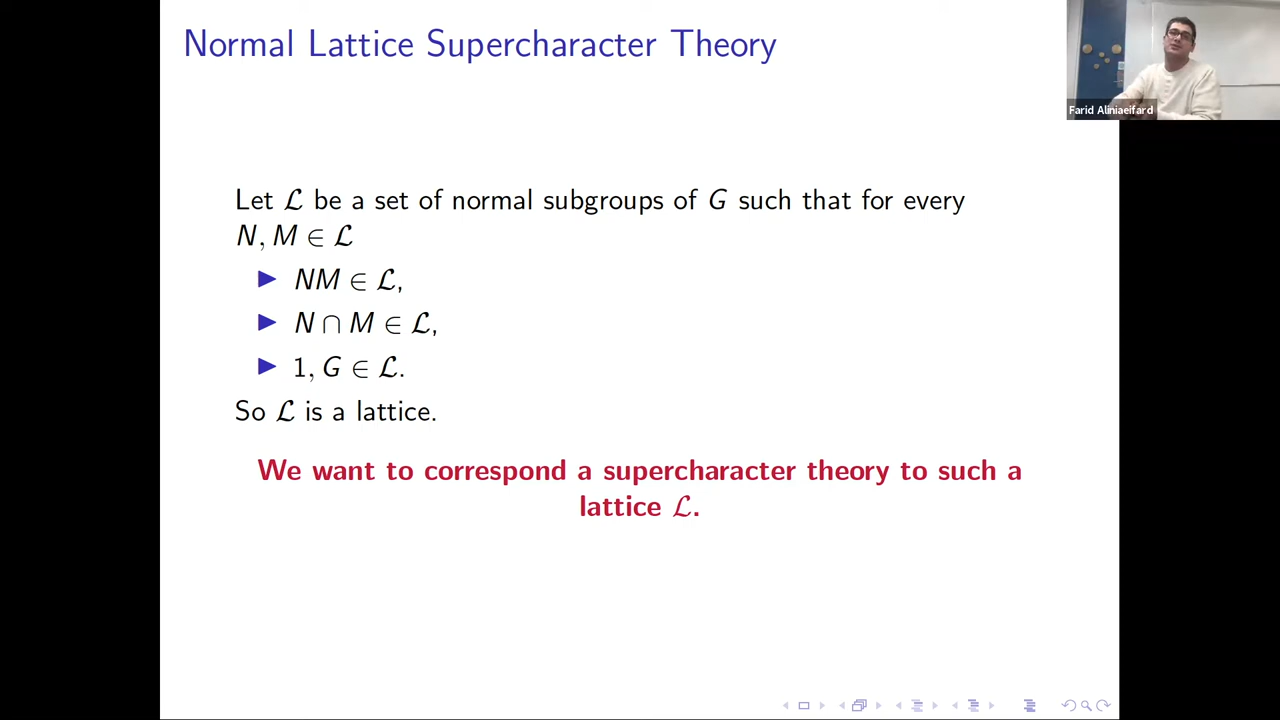 Normal Lattice Supercharacter Theory
Farid Aliniaeifard
Let ℒ be a set of normal subgroups of G such that for every
N, M ∈ ℒ
▶ NM ∈ ℒ,
▶ N ∩ M ∈ ℒ,
▶ 1, G ∈ ℒ.
So ℒ is a lattice.
We want to correspond a supercharacter theory to such a
lattice ℒ.